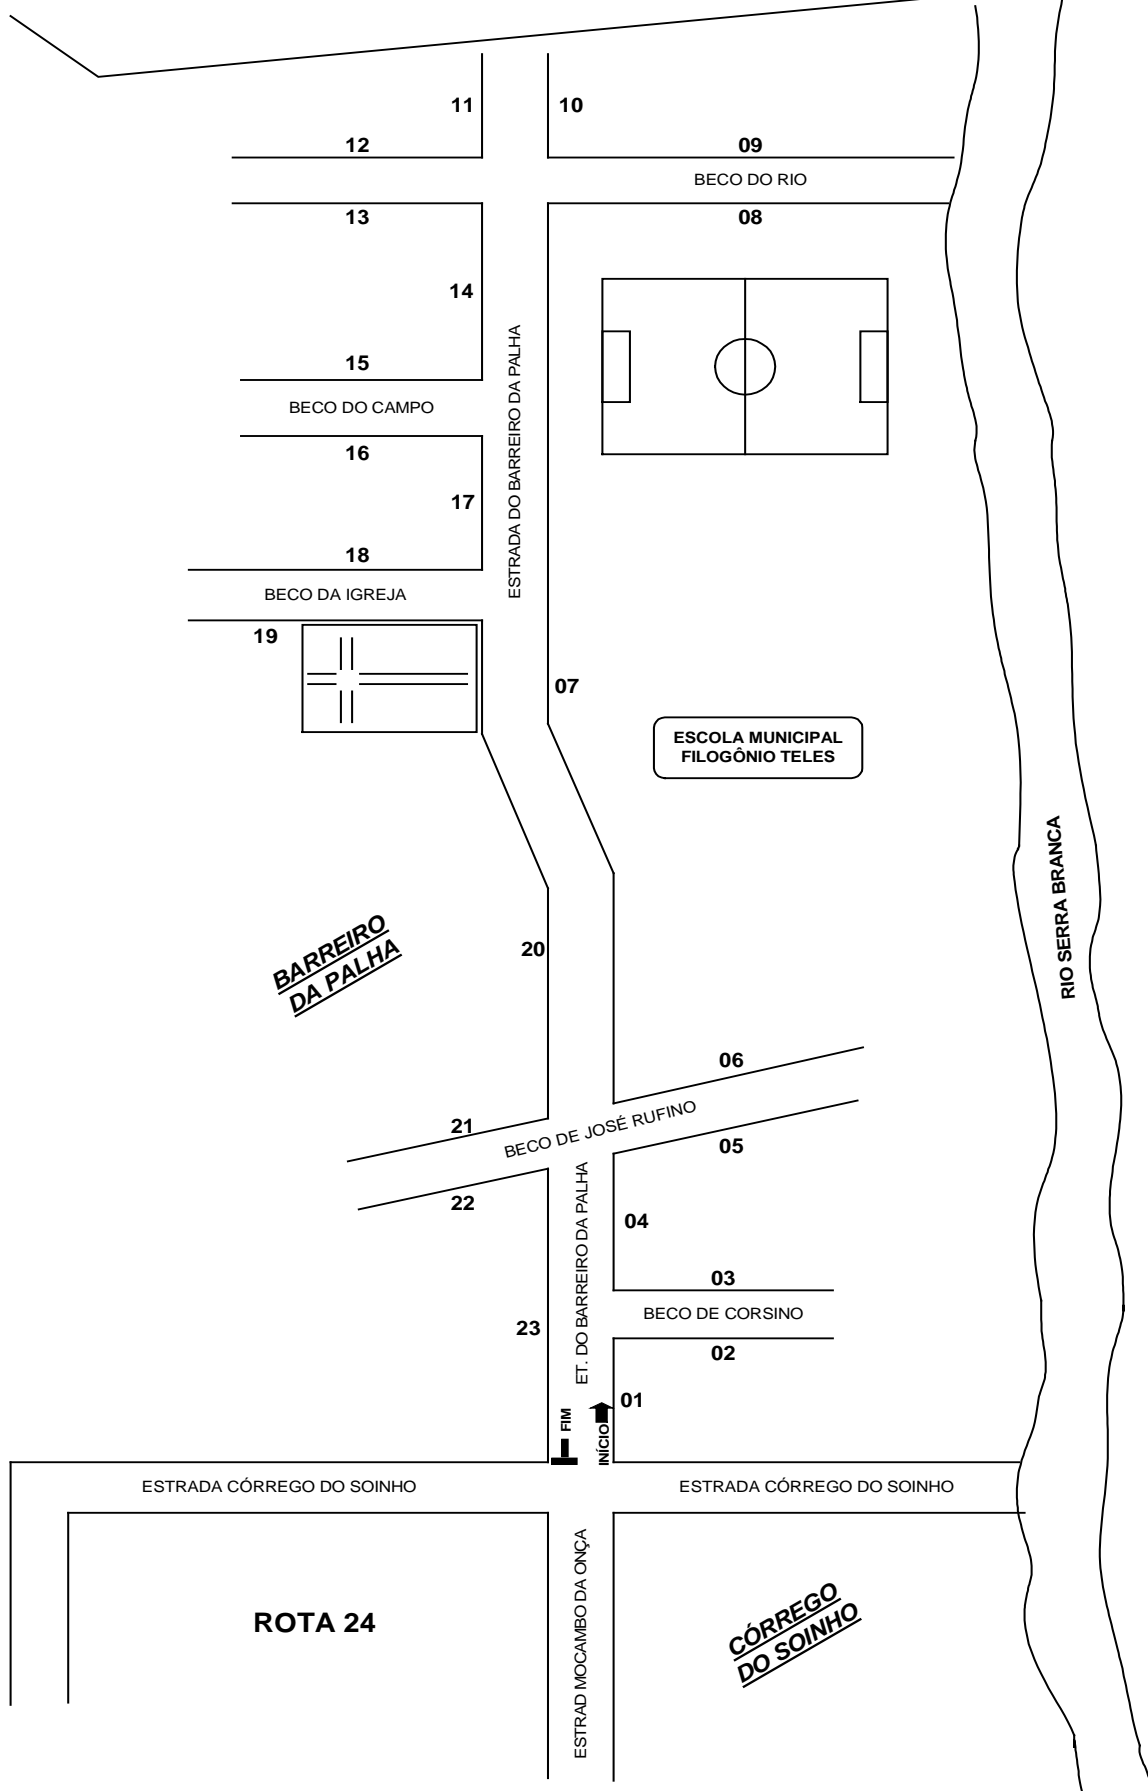 11
10
12
09
BECO DO RIO
13
08
14
ESTRADA DO BARREIRO DA PALHA
15
BECO DO CAMPO
16
17
18
BECO DA IGREJA
19
07
ESCOLA MUNICIPAL
FILOGÔNIO TELES
RIO SERRA BRANCA
BARREIRO
DA PALHA
20
06
21
BECO DE JOSÉ RUFINO
05
22
ET. DO BARREIRO DA PALHA
04
03
BECO DE CORSINO
23
02
01
FIM
INÍCIO
ESTRADA CÓRREGO DO SOINHO
ESTRADA CÓRREGO DO SOINHO
ESTRAD MOCAMBO DA ONÇA
ROTA 24
CÓRREGO
DO SOINHO